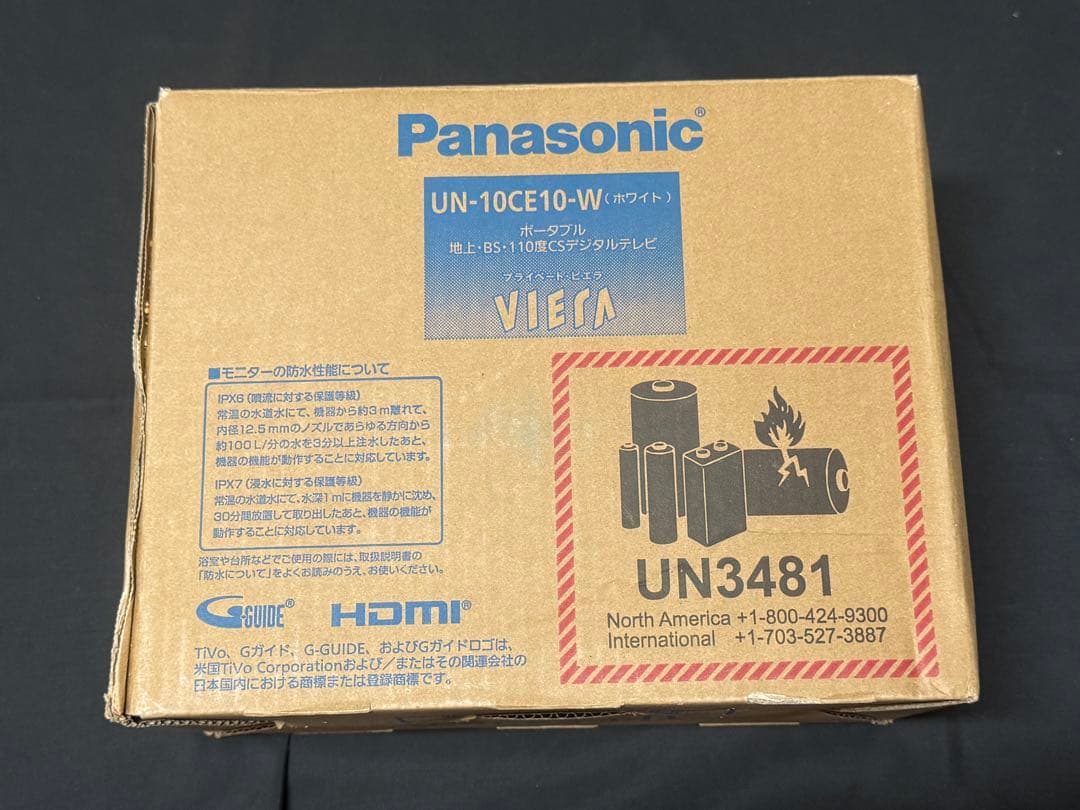 Panasonic®
UN-10CE10-W(ホワイト)
ポータブル
地上・BS・110度CSデジタルテレビ
プライベート・ビエラ
VIERA
■モニターの防水性能について
IPX6(噴流に対する保護等級)
常温の水道水にて、機器から約3m離れて、
内径12.5mmのノズルであらゆる方向から
約100L/分の水を3分以上注水したあと、
機器の機能が動作することに対応しています。
IPX7(浸水に対する保護等級)
常温の水道水にて、水深1mに機器を静かに沈め、
30分間放置して取り出したあと、機器の機能が
動作することに対応しています。
浴室や台所などでご使用の際には、取扱説明書の
「防水について」をよくお読みのうえ、お使いください。
G-GUIDE® HDMI®
TiVo、Gガイド、G-GUIDE、およびGガイドロゴは、
米国TiVo Corporationおよび/またはその関連会社の
日本国内における商標または登録商標です。
UN3481
North America +1-800-424-9300
International +1-703-527-3887